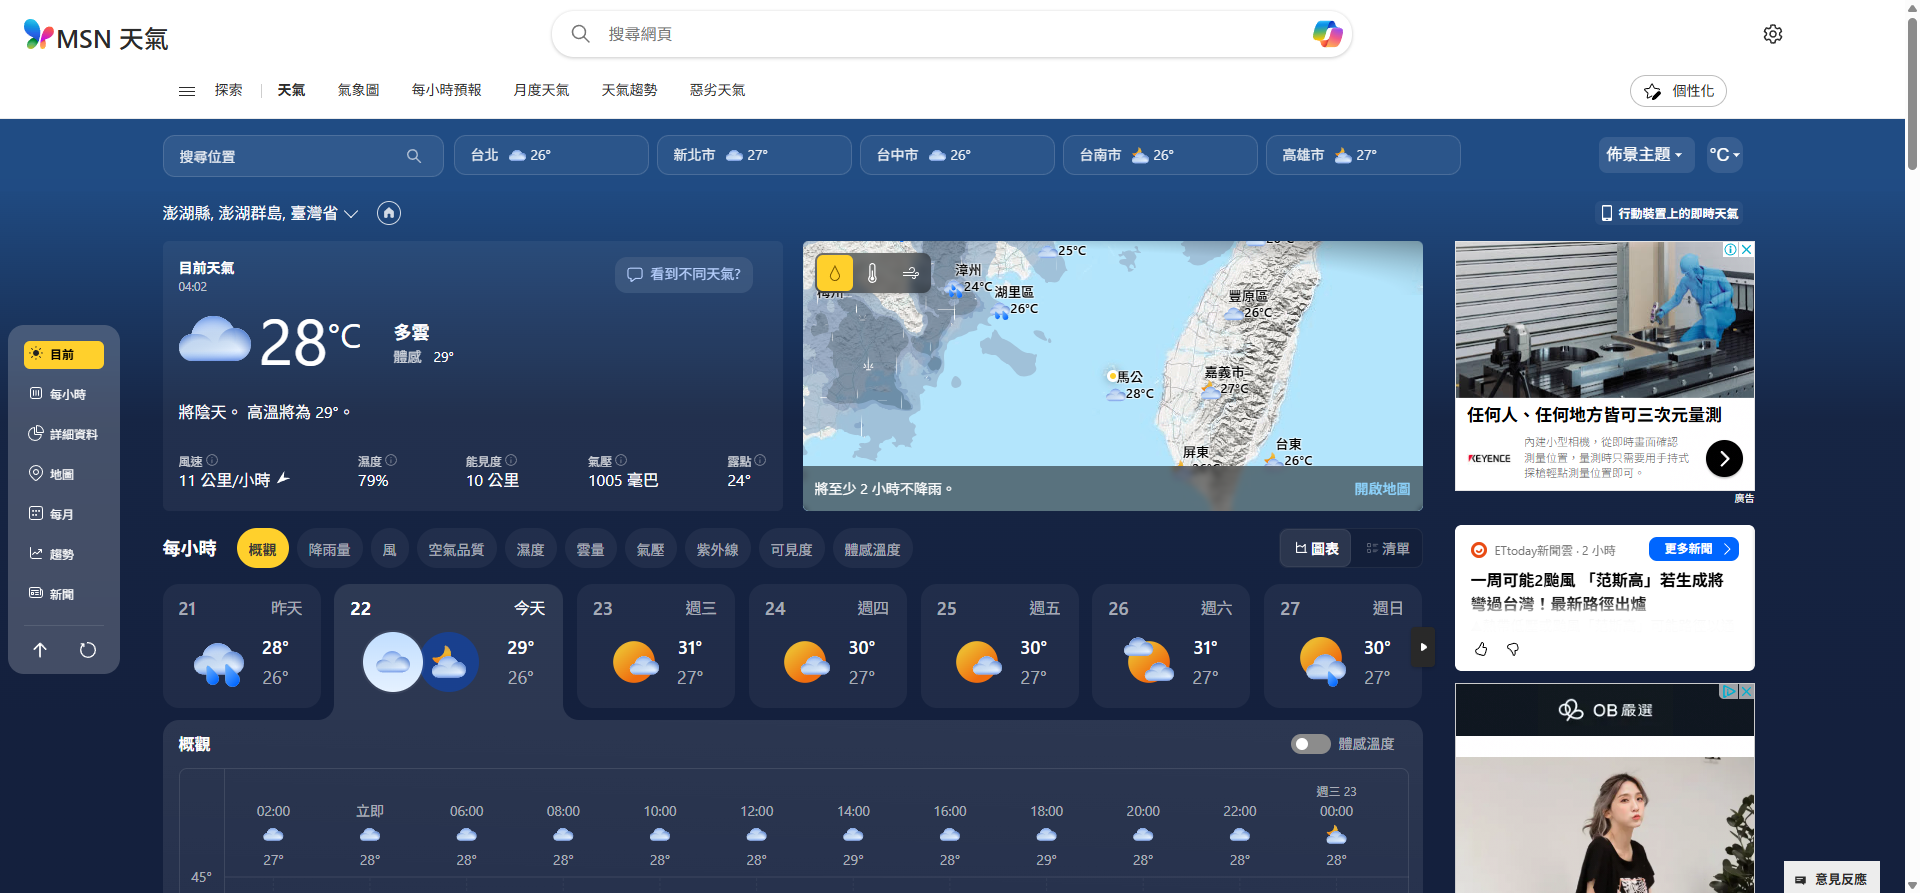 MSN 天氣
搜尋網頁
探索
天氣
氣象圖
每小時預報
月度天氣
天氣趨勢
惡劣天氣
個性化
搜尋位置
台北 26°
新北市 27°
台中市 26°
台南市 26°
高雄市 27°
佈景主題
°C
澎湖縣, 澎湖群島, 臺灣省
行動裝置上的即時天氣
目前天氣
04:02
看到不同天氣?
28°C
多雲
體感 29°
將陰天。 高溫將為 29°。
風速
11 公里/小時
濕度
79%
能見度
10 公里
氣壓
1005 毫巴
露點
24°
目前
每小時
詳細資料
地圖
每月
趨勢
新聞
25°C
漳州
24°C
湖里區
26°C
豐原區
26°C
馬公
28°C
嘉義市
27°C
屏東
台東
26°C
將至少 2 小時不降雨。
開啟地圖
任何人、任何地方皆可三次元量測
KEYENCE
內建小型相機，從即時畫面確認
測量位置，量測時只需要用手持式
探槍輕點測量位置即可。
廣告
每小時
概觀
降雨量
風
空氣品質
濕度
雲量
氣壓
紫外線
可見度
體感溫度
圖表
清單
21 昨天
28°
26°
22 今天
29°
26°
23 週三
31°
27°
24 週四
30°
27°
25 週五
30°
27°
26 週六
31°
27°
27 週日
30°
27°
ETtoday新聞雲 · 2 小時
更多新聞
一周可能2颱風 「范斯高」若生成將
彎過台灣！最新路徑出爐
OB 嚴選
概觀
體感溫度
週三 23
02:00 立即 06:00 08:00 10:00 12:00 14:00 16:00 18:00 20:00 22:00 00:00
27° 28° 28° 28° 28° 28° 29° 28° 29° 28° 28° 28°
45°
意見反應